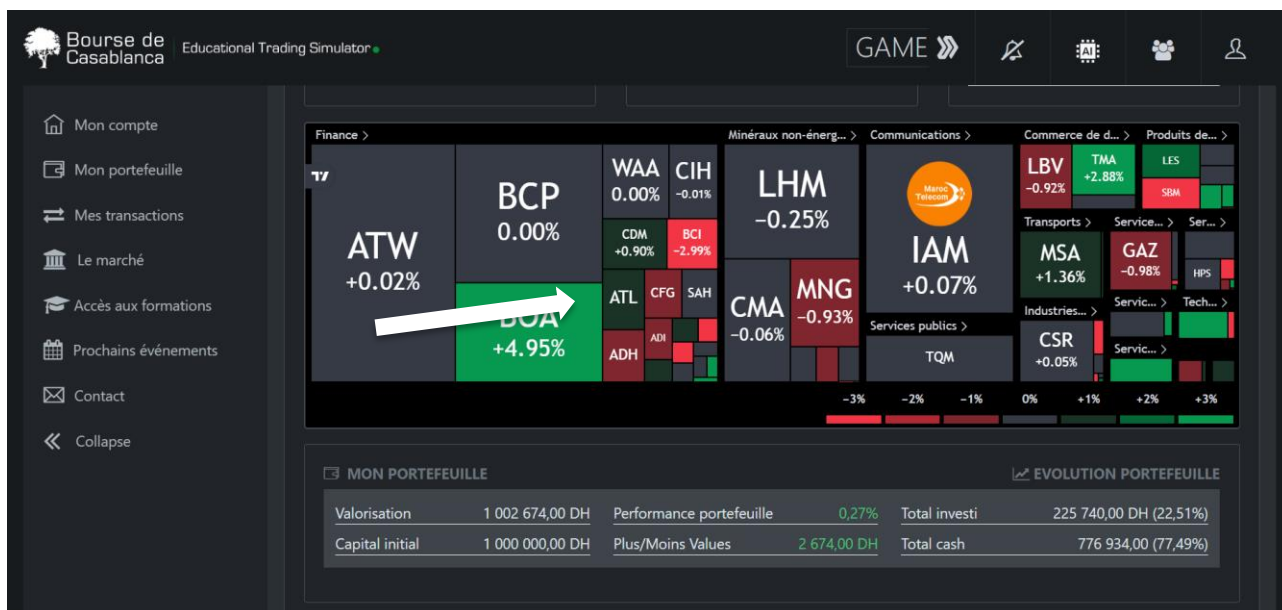 Bourse de
Casablanca
Educational Trading Simulator
GAME
AI
Mon compte
Mon portefeuille
Mes transactions
Le marché
Accès aux formations
Prochains événements
Contact
Collapse
Finance >
ATW
+0.02%
BCP
0.00%
BOA
+4.95%
WAA
0.00%
CIH
-0.01%
CDM
+0.90%
BCI
-2.99%
ATL
CFG
SAH
ADH
ADI
Minéraux non-énerg... >
LHM
-0.25%
CMA
-0.06%
MNG
-0.93%
Communications >
Maroc
Telecom
IAM
+0.07%
Services publics >
TQM
Commerce de d... >
LBV
-0.92%
TMA
+2.88%
Produits de... >
LES
SBM
Transports >
MSA
+1.36%
Service... >
GAZ
-0.98%
Ser... >
HPS
Industries... >
CSR
+0.05%
Servic... >
Tech... >
Servic... >
-3% -2% -1% 0% +1% +2% +3%
MON PORTEFEUILLE
EVOLUTION PORTEFEUILLE
Valorisation 1 002 674,00 DH Performance portefeuille 0,27% Total investi 225 740,00 DH (22,51%)
Capital initial 1 000 000,00 DH Plus/Moins Values 2 674,00 DH Total cash 776 934,00 (77,49%)